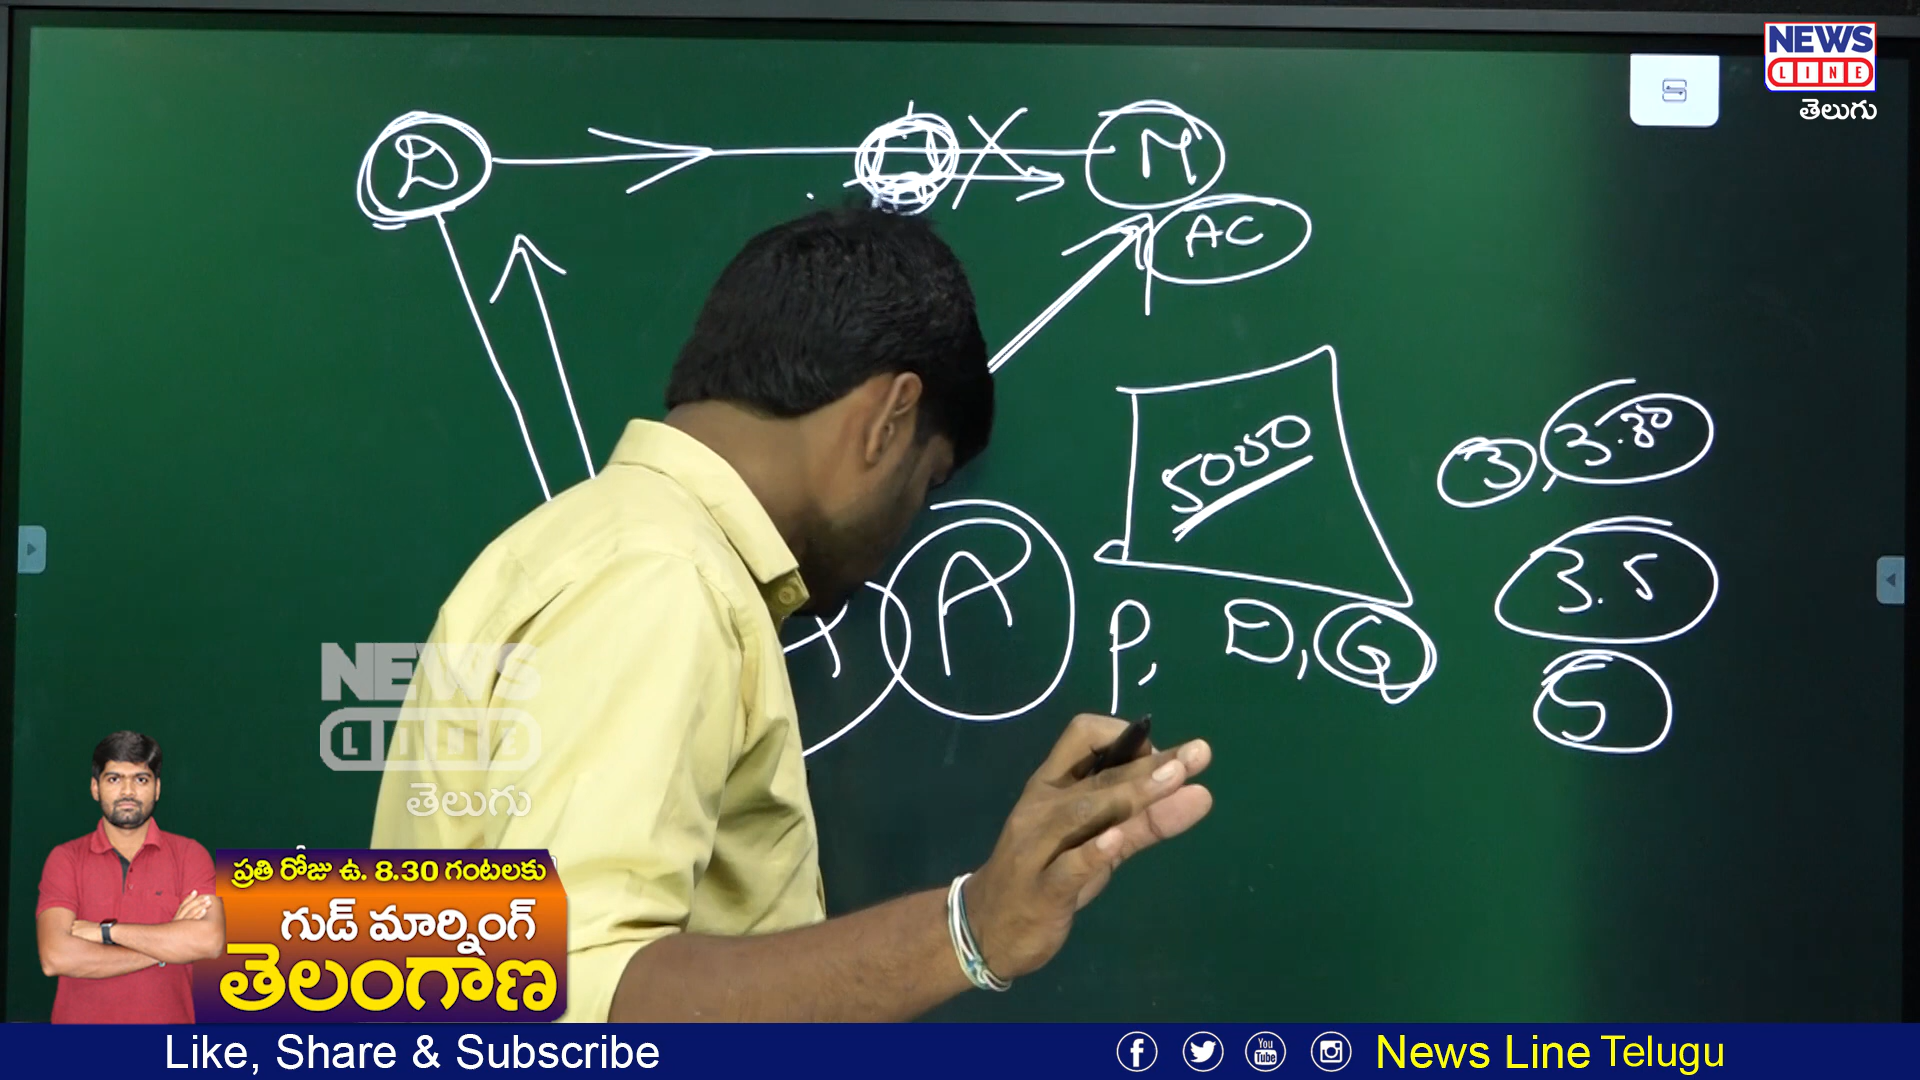 NEWS
LINE
తెలుగు
D
M
AC
5000
3
3.30
3.5
5
A
P, D, G
NEWS
LINE
తెలుగు
ప్రతి రోజు ఉ. 8.30 గంటలకు
గుడ్ మార్నింగ్
తెలంగాణ
Like, Share & Subscribe
You
Tube
News Line Telugu